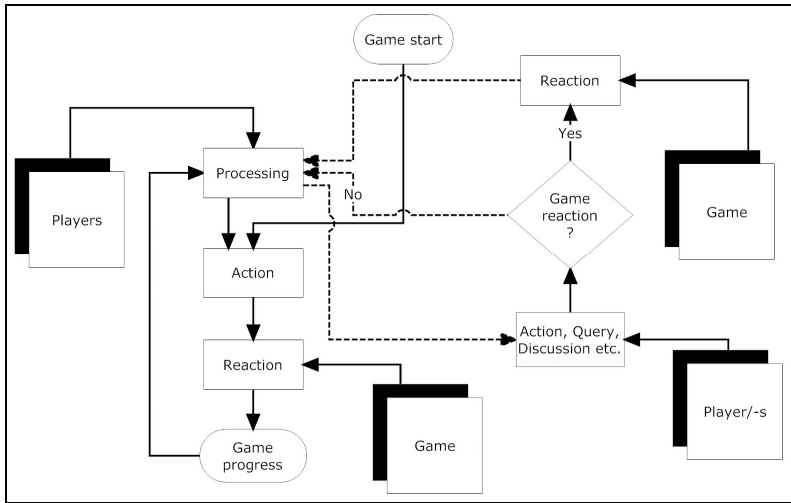 Game start
Reaction
Yes
Processing
No
Players
Game
reaction
?
Game
Action
Action, Query,
Discussion etc.
Reaction
Player/-s
Game
Game
progress